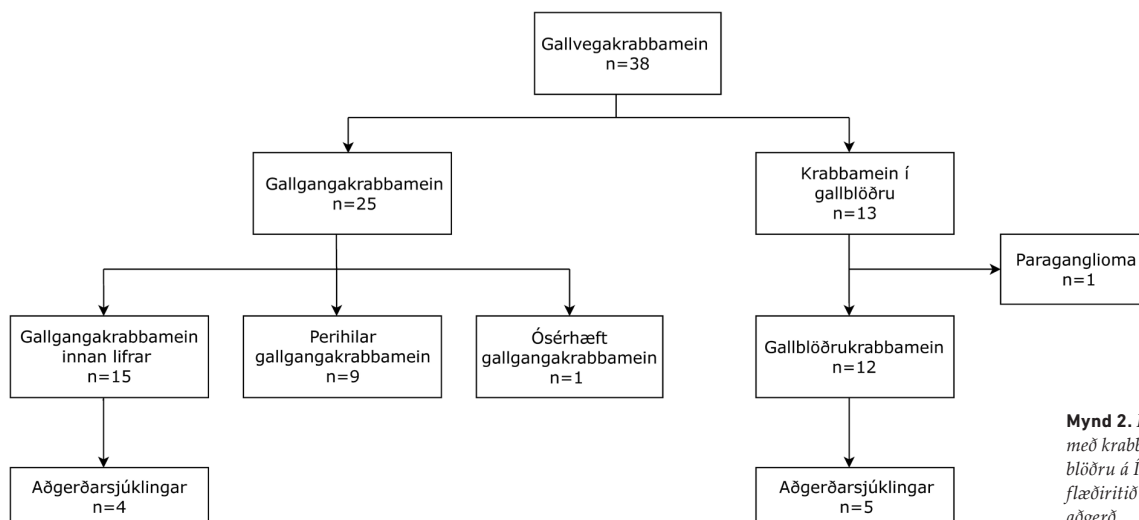 Gallvegakrabbamein
n=38
Gallgangakrabbamein
n=25
Krabbamein í
gallblöðru
n=13
Paraganglioma
n=1
Gallgangakrabbamein
innan lifrar
n=15
Perihilar
gallgangakrabbamein
n=9
Ósérhæft
gallgangakrabbamein
n=1
Gallblöðrukrabbamein
n=12
Aðgerðarsjúklingar
n=4
Aðgerðarsjúklingar
n=5
Mynd 2.
með krabb
blöðru á Í
flæðiritið
aðgerð